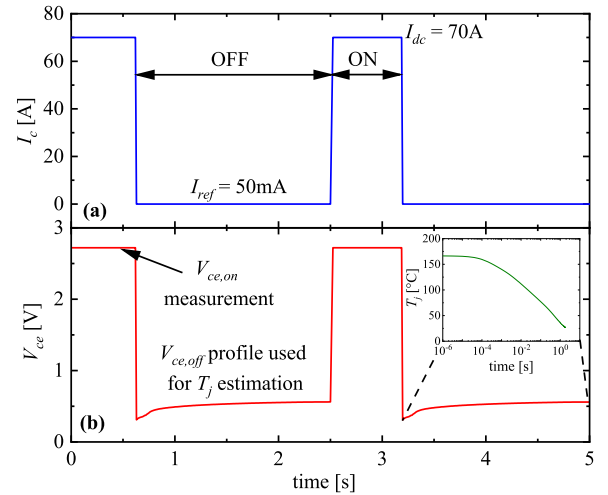 80
I_dc = 70A
60
OFF
ON
I_c [A]
40
20
I_ref = 50mA
0
(a)
3
200
150
V_ce,on
measurement
T_j [°C]
100
50
2
0
10^-6
10^-4
10^-2
10^0
time [s]
V_ce [V]
V_ce,off profile used
for T_j estimation
1
(b)
0
0
1
2
3
4
5
time [s]